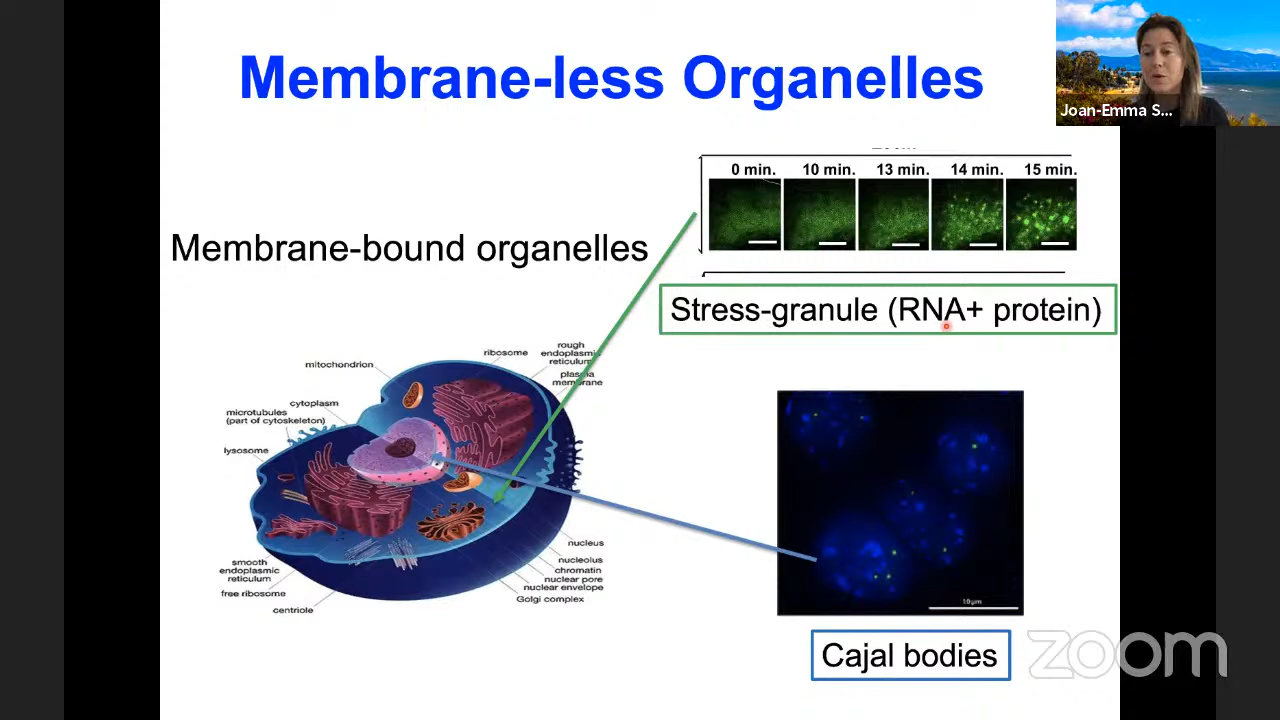 Membrane-less Organelles
Joan-Emma S...
0 min.
10 min.
13 min.
14 min.
15 min.
Membrane-bound organelles
Stress-granule (RNA+ protein)
mitochondrion
ribosome
rough
endoplasmic
reticulum
plasma
membrane
cytoplasm
microtubules
(part of cytoskeleton)
lysosome
smooth
endoplasmic
reticulum
free ribosome
centriole
nucleus
nucleolus
chromatin
nuclear pore
nuclear envelope
Golgi complex
10µm
Cajal bodies
zoom